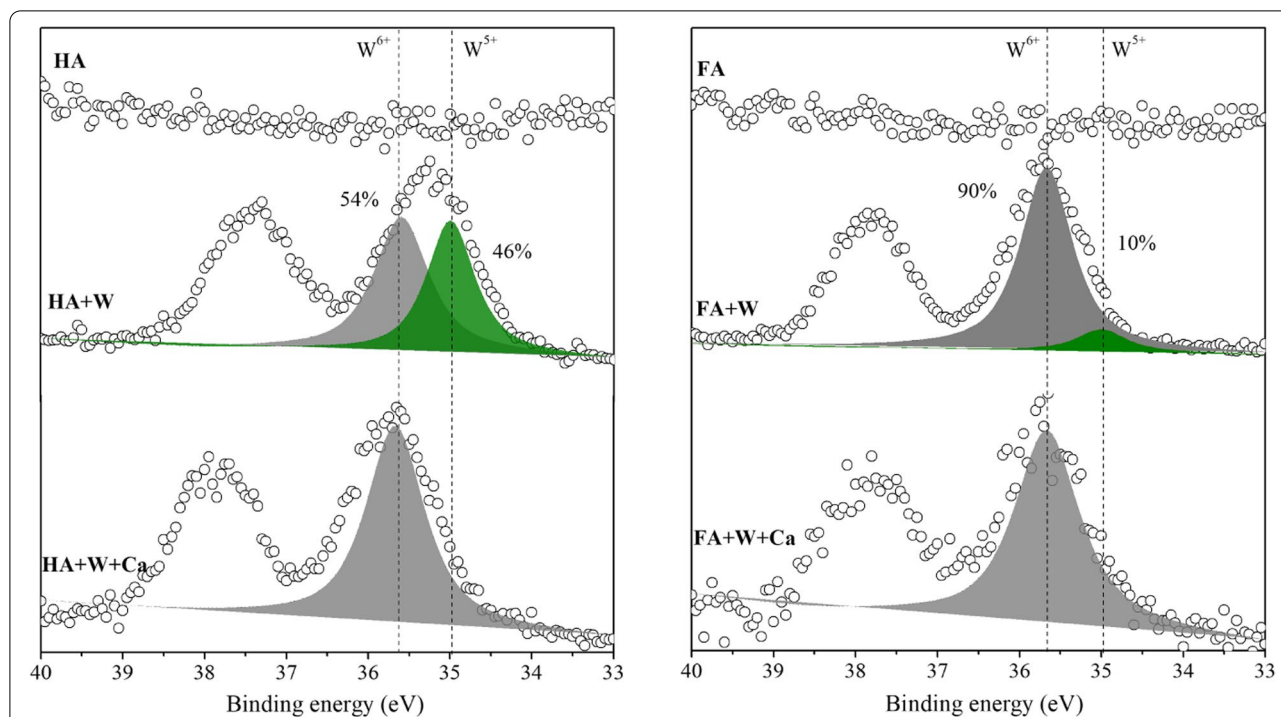 HA
W⁶⁺
W⁵⁺
54%
46%
HA+W
HA+W+Ca
40 39 38 37 36 35 34 33
Binding energy (eV)
FA
W⁶⁺
W⁵⁺
90%
10%
FA+W
FA+W+Ca
40 39 38 37 36 35 34 33
Binding energy (eV)